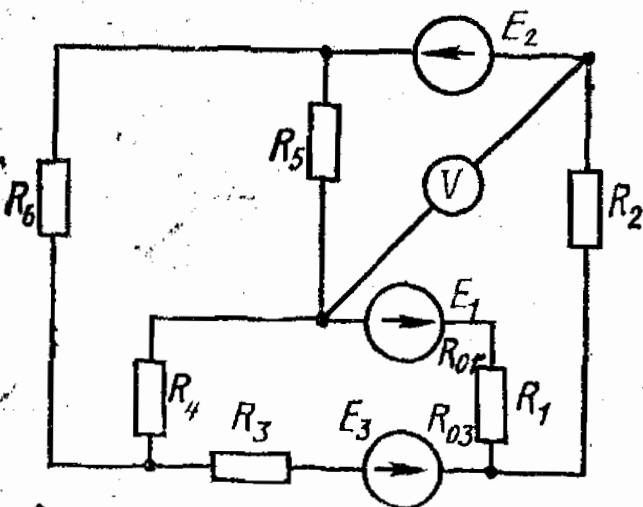 E₂
R₅
R₆
V
R₂
E₁
R₀₁
R₄
R₃
E₃
R₀₃
R₁